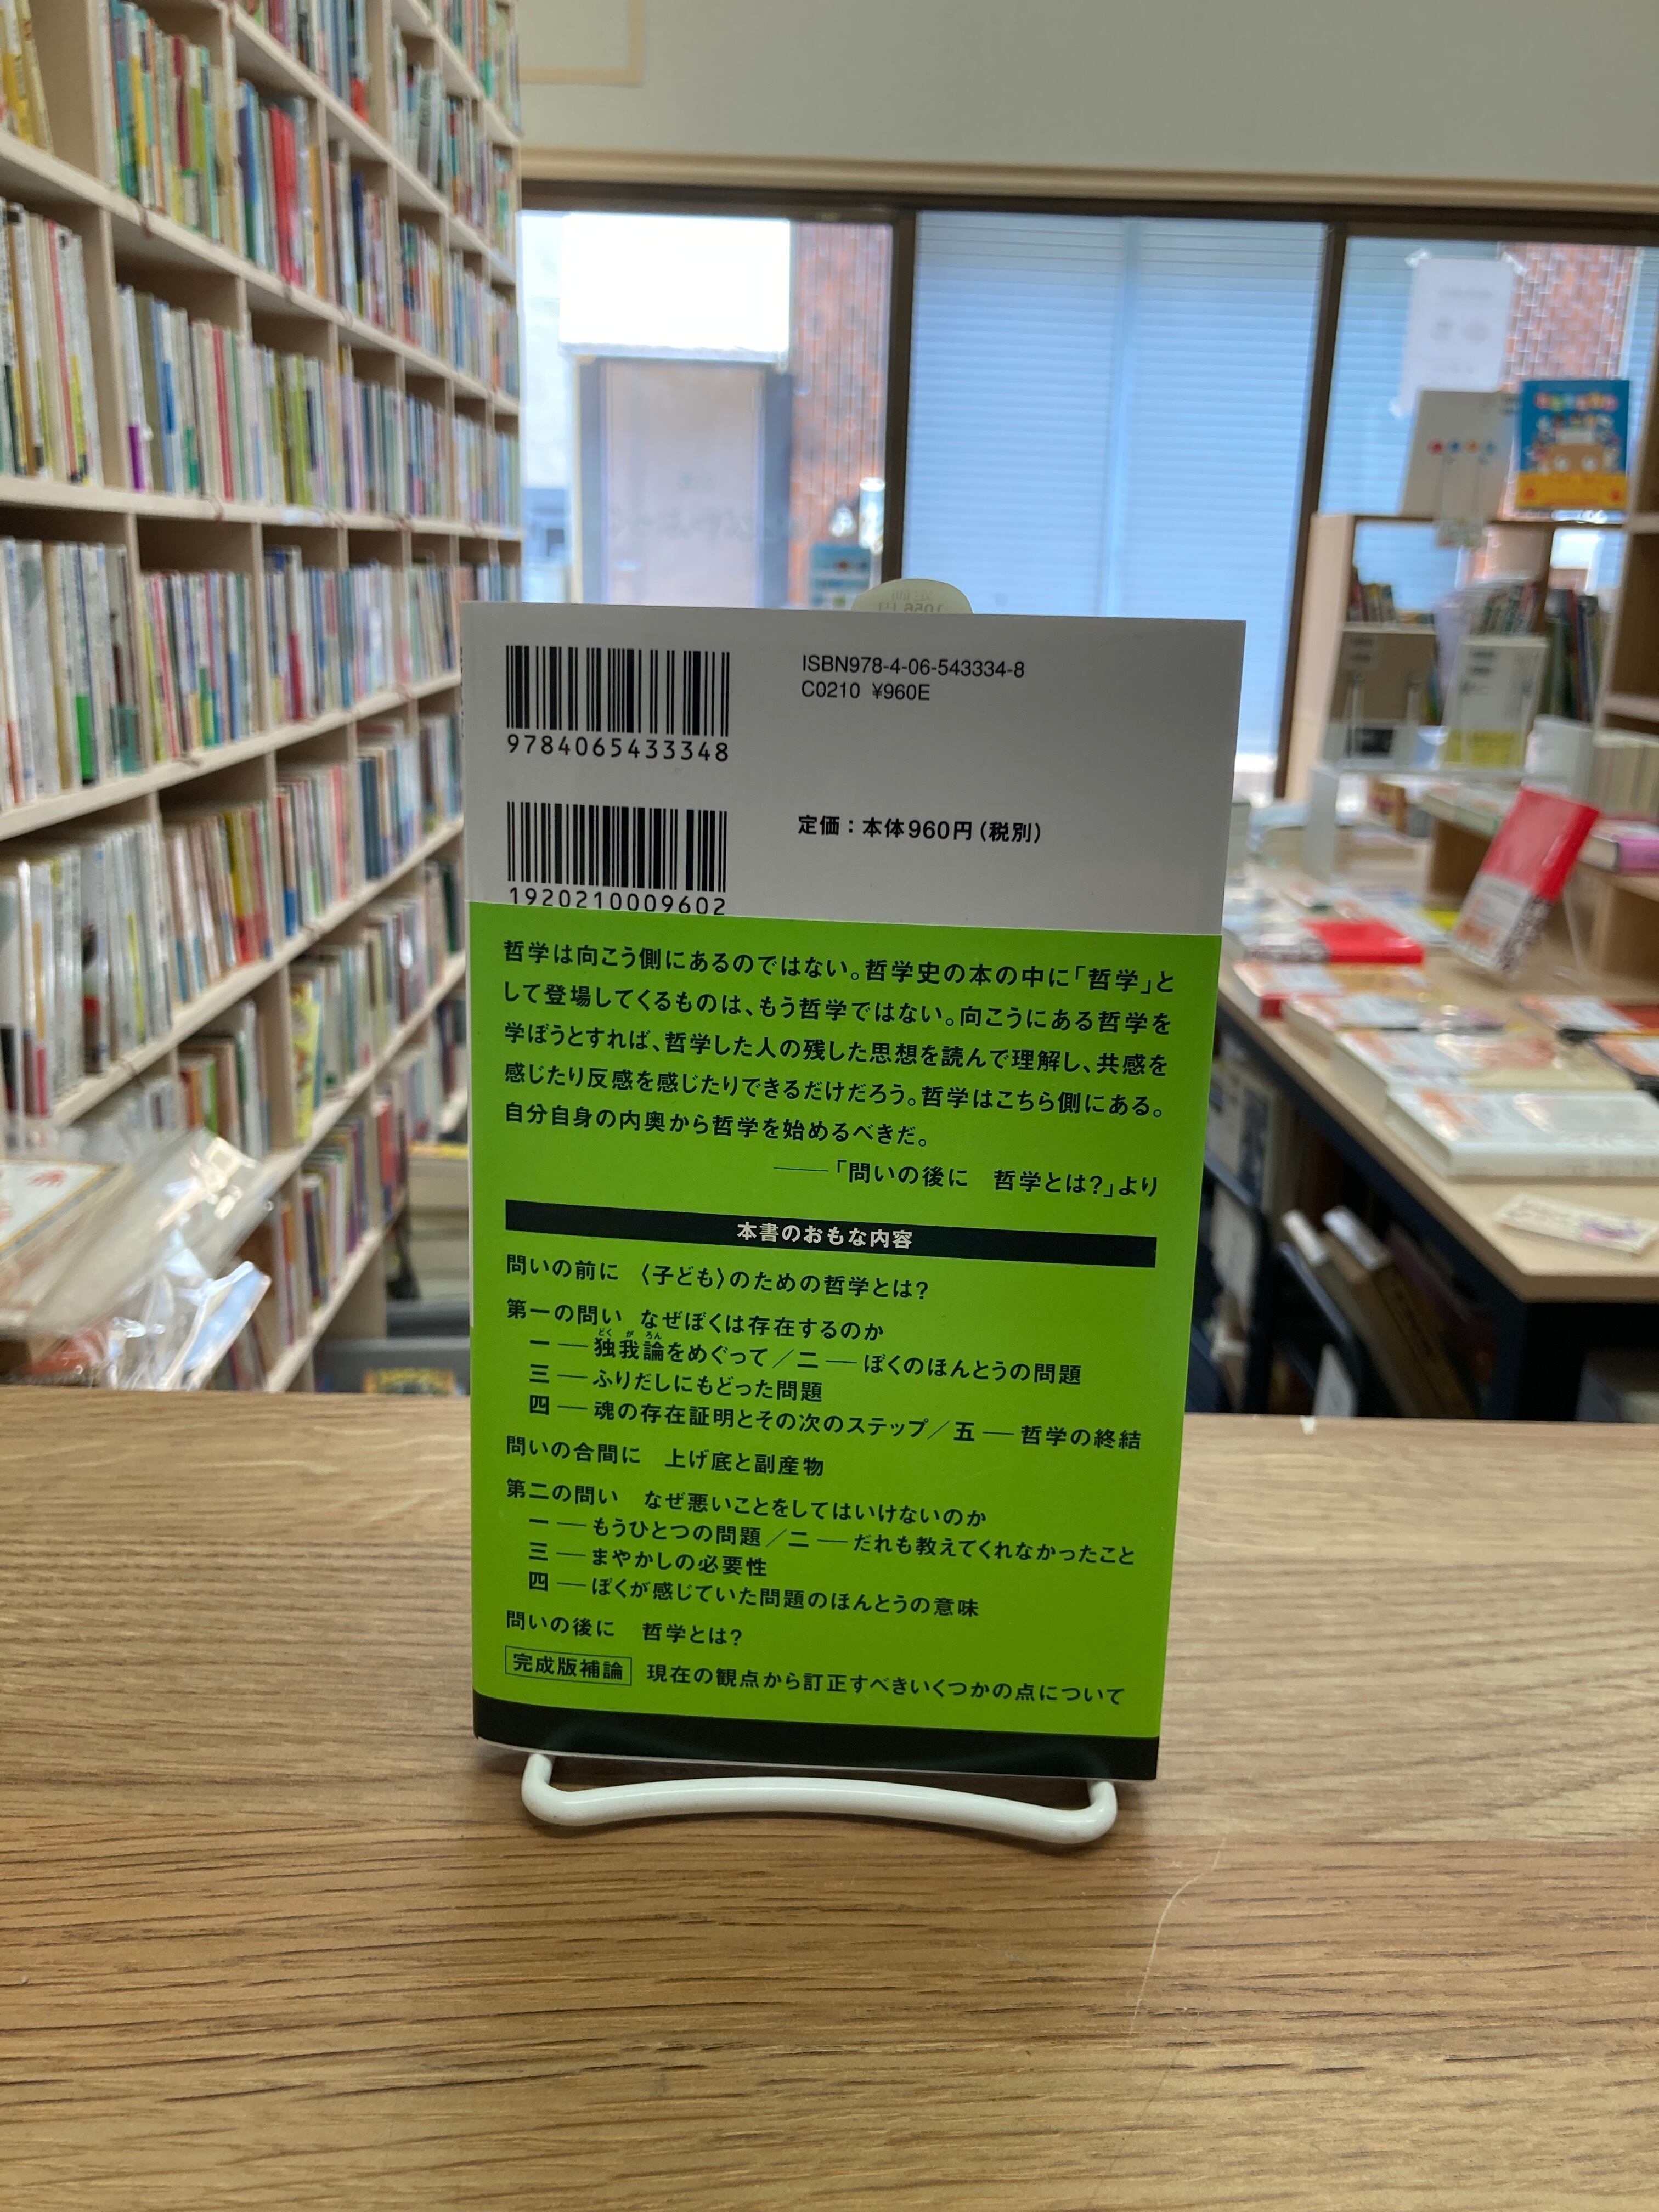 ISBN978-4-06-543334-8
C0210 ¥960E
9784065433348
定価：本体960円（税別）
1920210009602
哲学は向こう側にあるのではない。哲学史の本の中に「哲学」と
して登場してくるものは、もう哲学ではない。向こうにある哲学を
学ぼうとすれば、哲学した人の残した思想を読んで理解し、共感を
感じたり反感を感じたりできるだけだろう。哲学はこちら側にある。
自分自身の内奥から哲学を始めるべきだ。
——「問いの後に　哲学とは？」より
本書のおもな内容
問いの前に　〈子ども〉のための哲学とは？
第一の問い　なぜぼくは存在するのか
一 — 独我論をめぐって／二 — ぼくのほんとうの問題
三 — ふりだしにもどった問題
四 — 魂の存在証明とその次のステップ／五 — 哲学の終結
問いの合間に　上げ底と副産物
第二の問い　なぜ悪いことをしてはいけないのか
一 — もうひとつの問題／二 — だれも教えてくれなかったこと
三 — まやかしの必要性
四 — ぼくが感じていた問題のほんとうの意味
問いの後に　哲学とは？
完成版補論　現在の観点から訂正すべきいくつかの点について